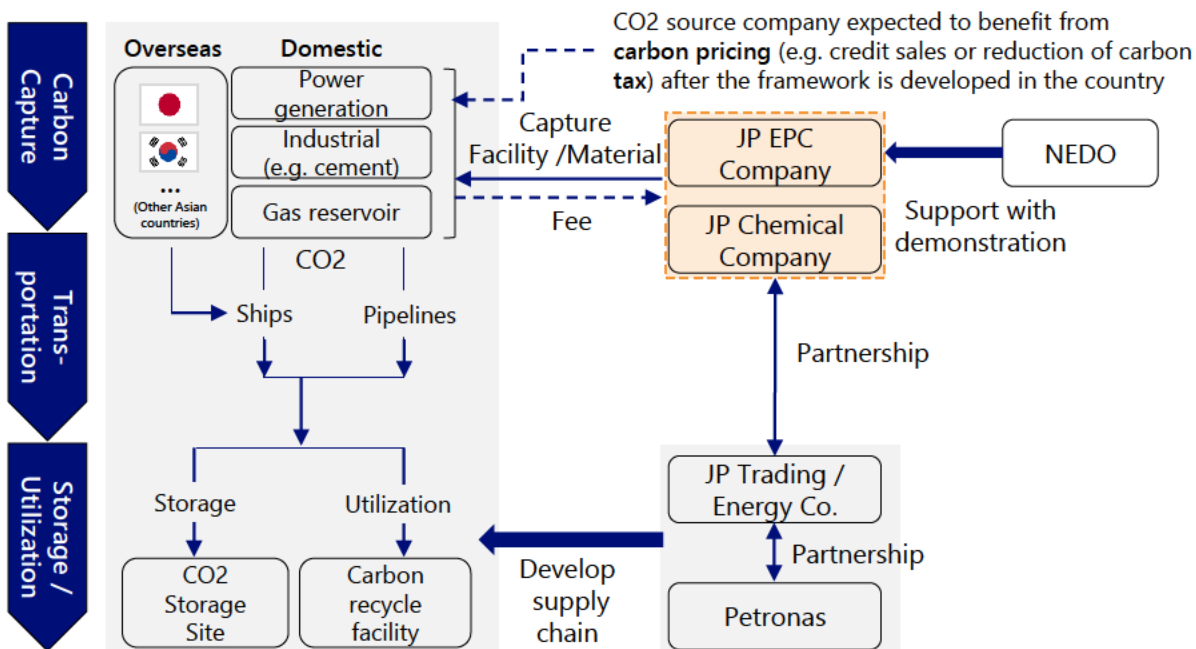 Carbon
Capture
Trans-
portation
Storage /
Utilization
Overseas
Domestic
...
(Other Asian
countries)
Power
generation
Industrial
(e.g. cement)
Gas reservoir
CO2
Ships
Pipelines
Storage
Utilization
CO2
Storage
Site
Carbon
recycle
facility
CO2 source company expected to benefit from
carbon pricing (e.g. credit sales or reduction of carbon
tax) after the framework is developed in the country
Capture
Facility /Material
Fee
JP EPC
Company
JP Chemical
Company
NEDO
Support with
demonstration
Partnership
JP Trading /
Energy Co.
Partnership
Petronas
Develop
supply
chain